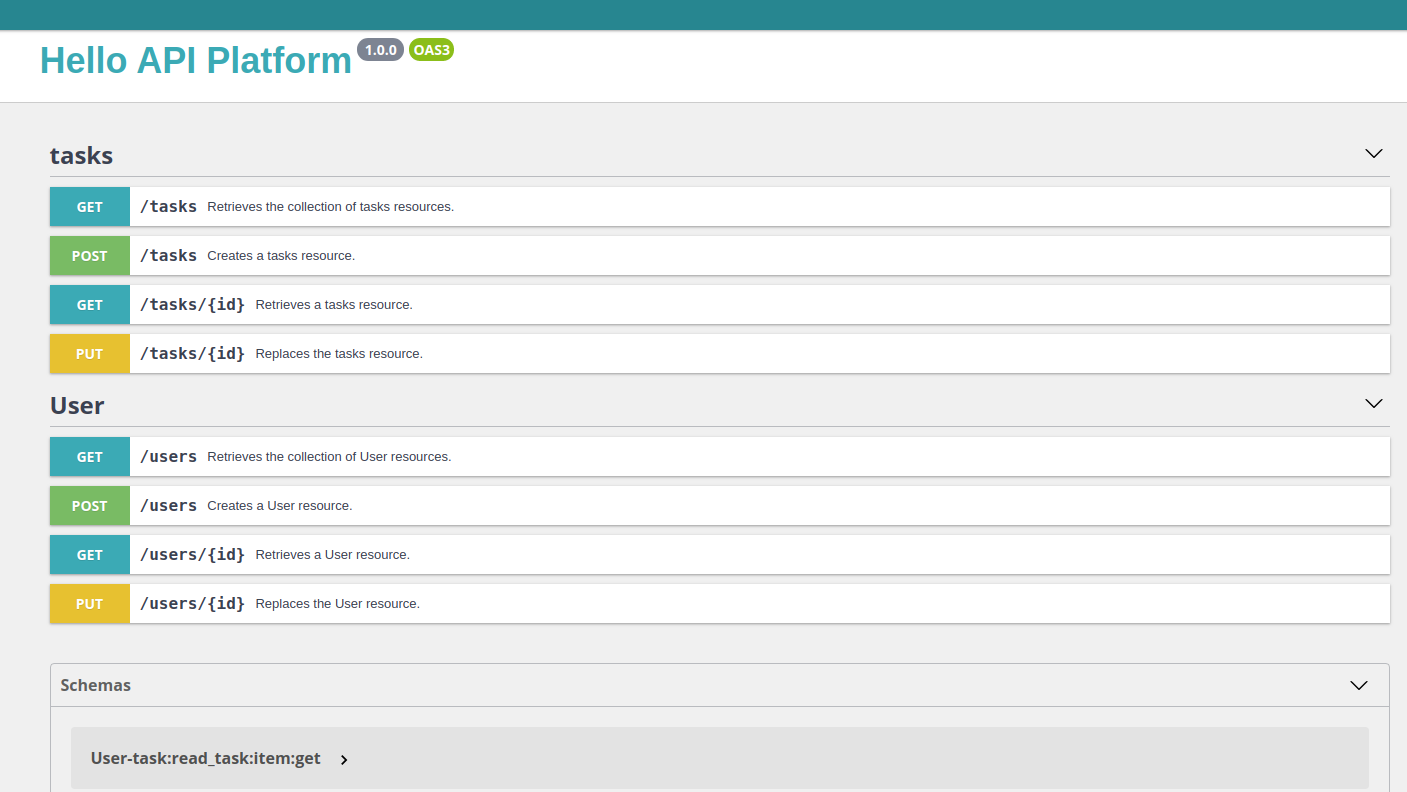 Hello API Platform 1.0.0 OAS3
tasks
GET /tasks Retrieves the collection of tasks resources.
POST /tasks Creates a tasks resource.
GET /tasks/{id} Retrieves a tasks resource.
PUT /tasks/{id} Replaces the tasks resource.
User
GET /users Retrieves the collection of User resources.
POST /users Creates a User resource.
GET /users/{id} Retrieves a User resource.
PUT /users/{id} Replaces the User resource.
Schemas
User-task:read_task:item:get